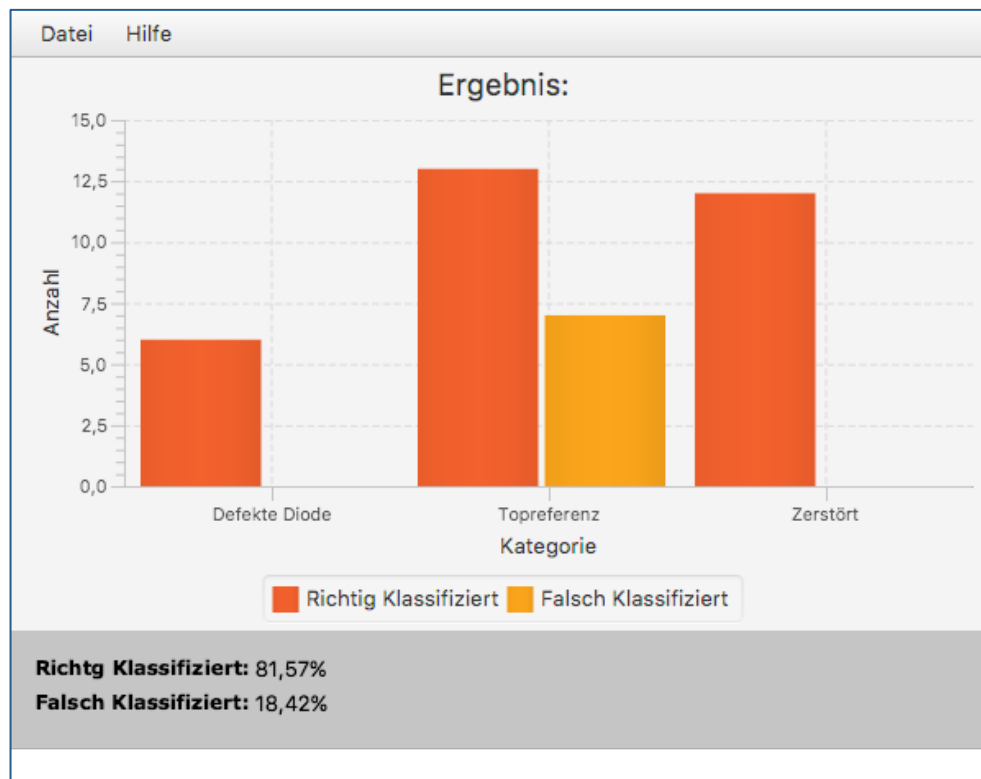 Datei Hilfe
Ergebnis:
15,0
12,5
10,0
7,5
5,0
2,5
0,0
Anzahl
Defekte Diode Topreferenz Zerstört
Kategorie
Richtig Klassifiziert Falsch Klassifiziert
Richtg Klassifiziert: 81,57%
Falsch Klassifiziert: 18,42%